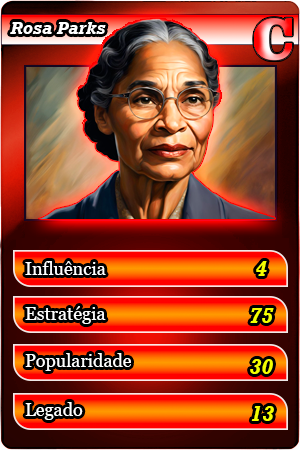 Rosa Parks
C
Influência 4
Estratégia 75
Popularidade 30
Legado 13